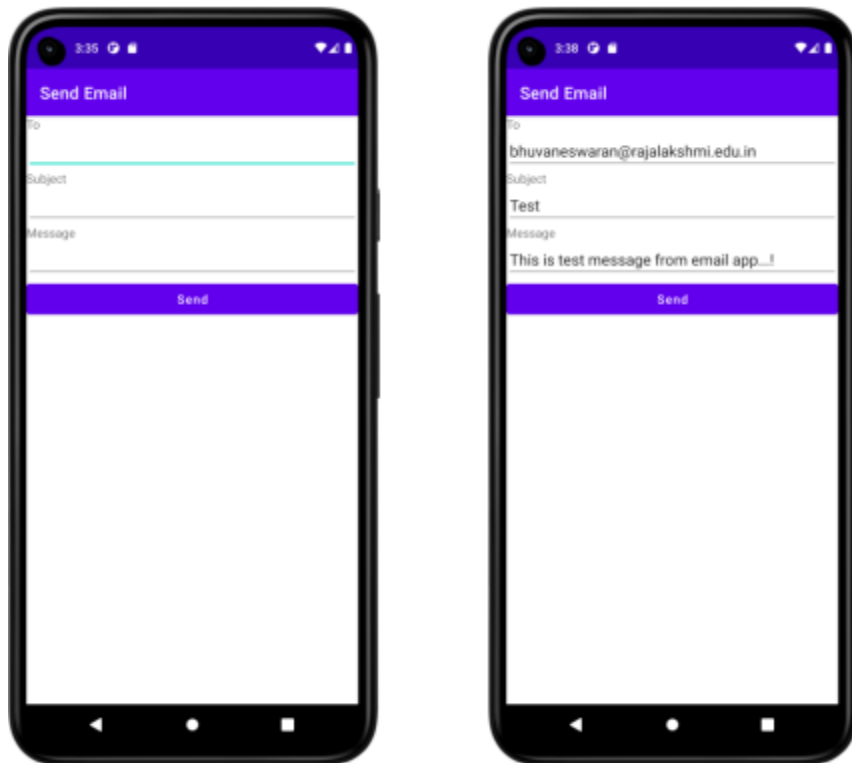 3:35
Send Email
To
Subject
Message
Send
3:38
Send Email
To
bhuvaneswaran@rajalakshmi.edu.in
Subject
Test
Message
This is test message from email app...!
Send